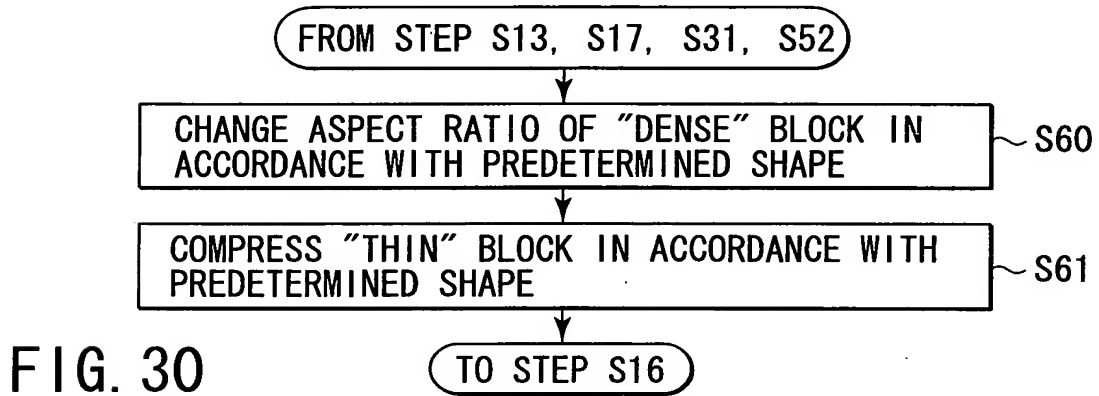 FROM STEP S13, S17, S31, S52
CHANGE ASPECT RATIO OF "DENSE" BLOCK IN
ACCORDANCE WITH PREDETERMINED SHAPE
S60
COMPRESS "THIN" BLOCK IN ACCORDANCE WITH
PREDETERMINED SHAPE
S61
TO STEP S16
FIG. 30